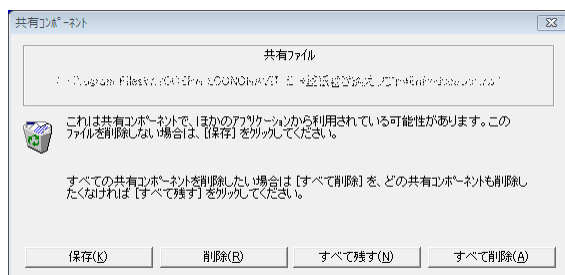 共有コンポーネント
共有ファイル
これは共有コンポーネントで、ほかのアプリケーションから利用されている可能性があります。この
ファイルを削除しない場合は、[保存] をクリックしてください。
すべての共有コンポーネントを削除したい場合は [すべて削除] を、どの共有コンポーネントも削除し
たくなければ [すべて残す] をクリックしてください。
保存(K) 削除(R) すべて残す(N) すべて削除(A)